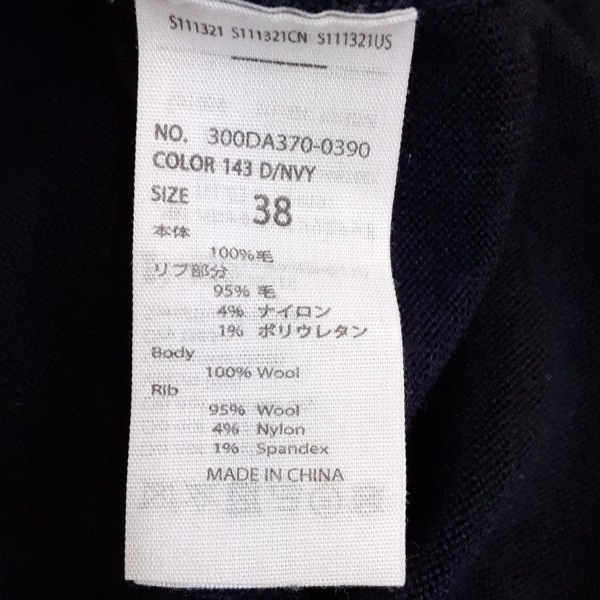 S111321 S111321CN S111321US
NO. 300DA370-0390
COLOR 143 D/NVY
SIZE 38
本体
100%毛
リブ部分
95% 毛
4% ナイロン
1% ポリウレタン
Body
100% Wool
Rib
95% Wool
4% Nylon
1% Spandex
MADE IN CHINA